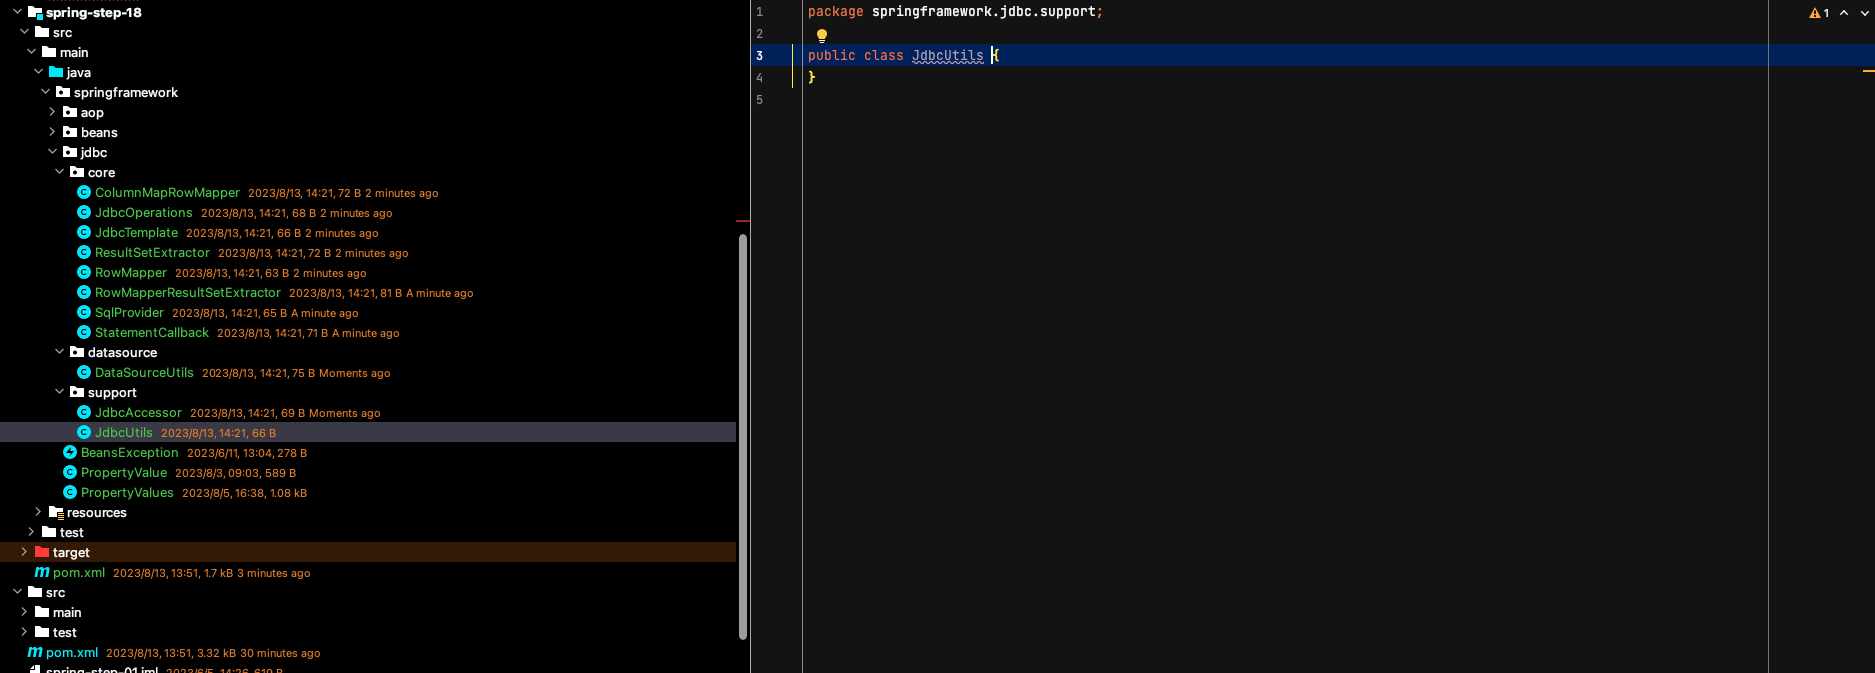 spring-step-18
src
main
java
springframework
aop
beans
jdbc
core
ColumnMapRowMapper 2023/8/13, 14:21, 72 B 2 minutes ago
JdbcOperations 2023/8/13, 14:21, 68 B 2 minutes ago
JdbcTemplate 2023/8/13, 14:21, 66 B 2 minutes ago
ResultSetExtractor 2023/8/13, 14:21, 72 B 2 minutes ago
RowMapper 2023/8/13, 14:21, 63 B 2 minutes ago
RowMapperResultSetExtractor 2023/8/13, 14:21, 81 B A minute ago
SqlProvider 2023/8/13, 14:21, 65 B A minute ago
StatementCallback 2023/8/13, 14:21, 71 B A minute ago
datasource
DataSourceUtils 2023/8/13, 14:21, 75 B Moments ago
support
JdbcAccessor 2023/8/13, 14:21, 69 B Moments ago
JdbcUtils 2023/8/13, 14:21, 66 B
BeansException 2023/6/11, 13:04, 278 B
PropertyValue 2023/8/3, 09:03, 589 B
PropertyValues 2023/8/5, 16:38, 1.08 kB
resources
test
target
pom.xml 2023/8/13, 13:51, 1.7 kB 3 minutes ago
src
main
test
pom.xml 2023/8/13, 13:51, 3.32 kB 30 minutes ago
spring-step-01.iml 2023/6/5, 14:26, 619 B
1 package springframework.jdbc.support;
2
3 public class JdbcUtils {
4 }
5
1